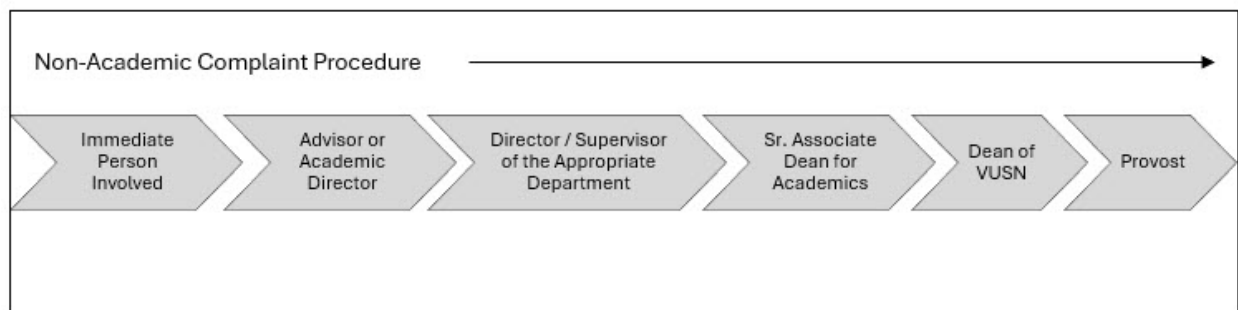 Non-Academic Complaint Procedure
Immediate
Person
Involved
Advisor or
Academic
Director
Director / Supervisor
of the Appropriate
Department
Sr. Associate
Dean for
Academics
Dean of
VUSN
Provost